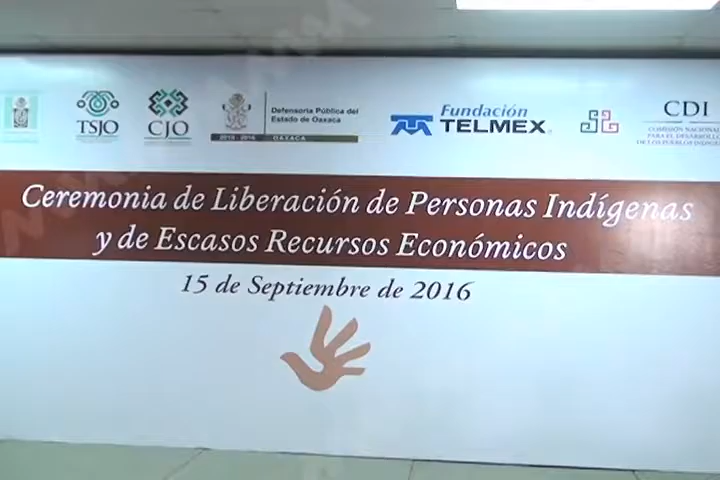 TSJO
CJO
Defensoría Pública del
Estado de Oaxaca
2010 - 2016
OAXACA
Fundación
TELMEX
CDI
COMISIÓN NACIONAL
PARA EL DESARROLLO
DE LOS PUEBLOS INDÍGENAS
Ceremonia de Liberación de Personas Indígenas
y de Escasos Recursos Económicos
15 de Septiembre de 2016